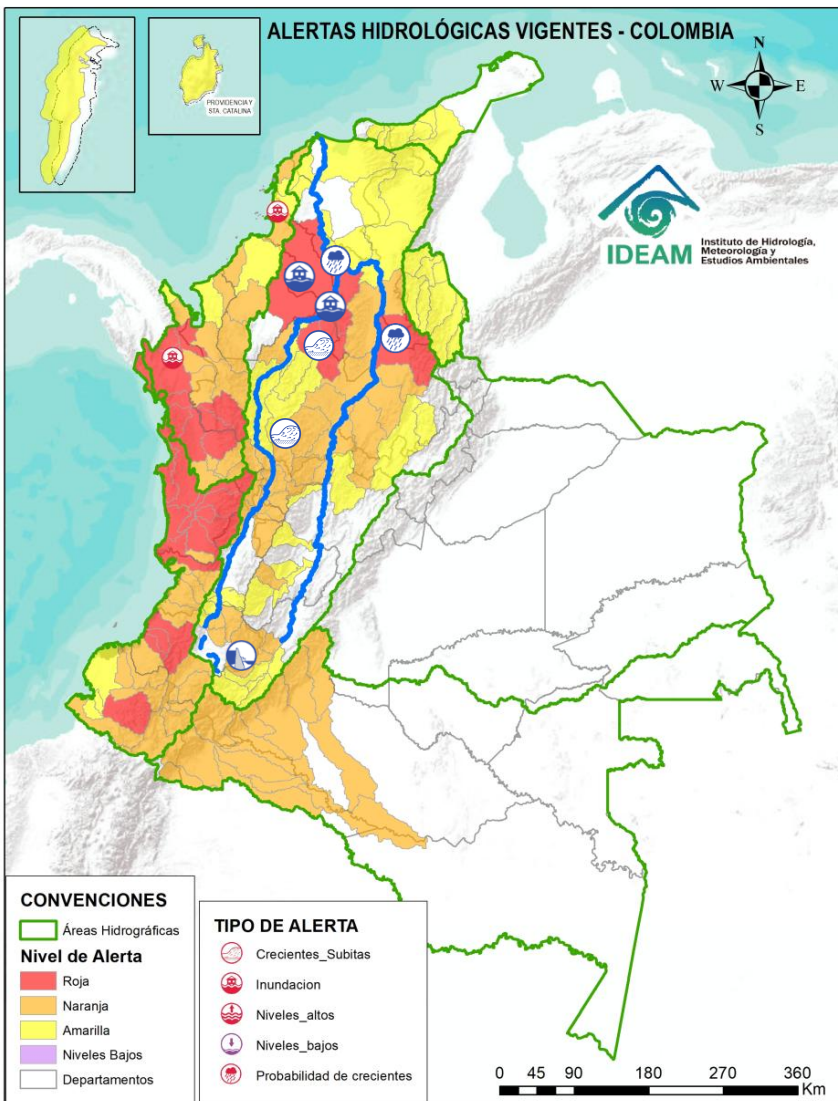 ALERTAS HIDROLÓGICAS VIGENTES - COLOMBIA
PROVIDENCIA Y
STA. CATALINA
N
W
E
S
IDEAM
Instituto de Hidrología,
Meteorología y
Estudios Ambientales
CONVENCIONES
Áreas Hidrográficas
Nivel de Alerta
Roja
Naranja
Amarilla
Niveles Bajos
Departamentos
TIPO DE ALERTA
Crecientes_Subitas
Inundacion
Niveles_altos
Niveles_bajos
Probabilidad de crecientes
0 45 90 180 270 360
Km